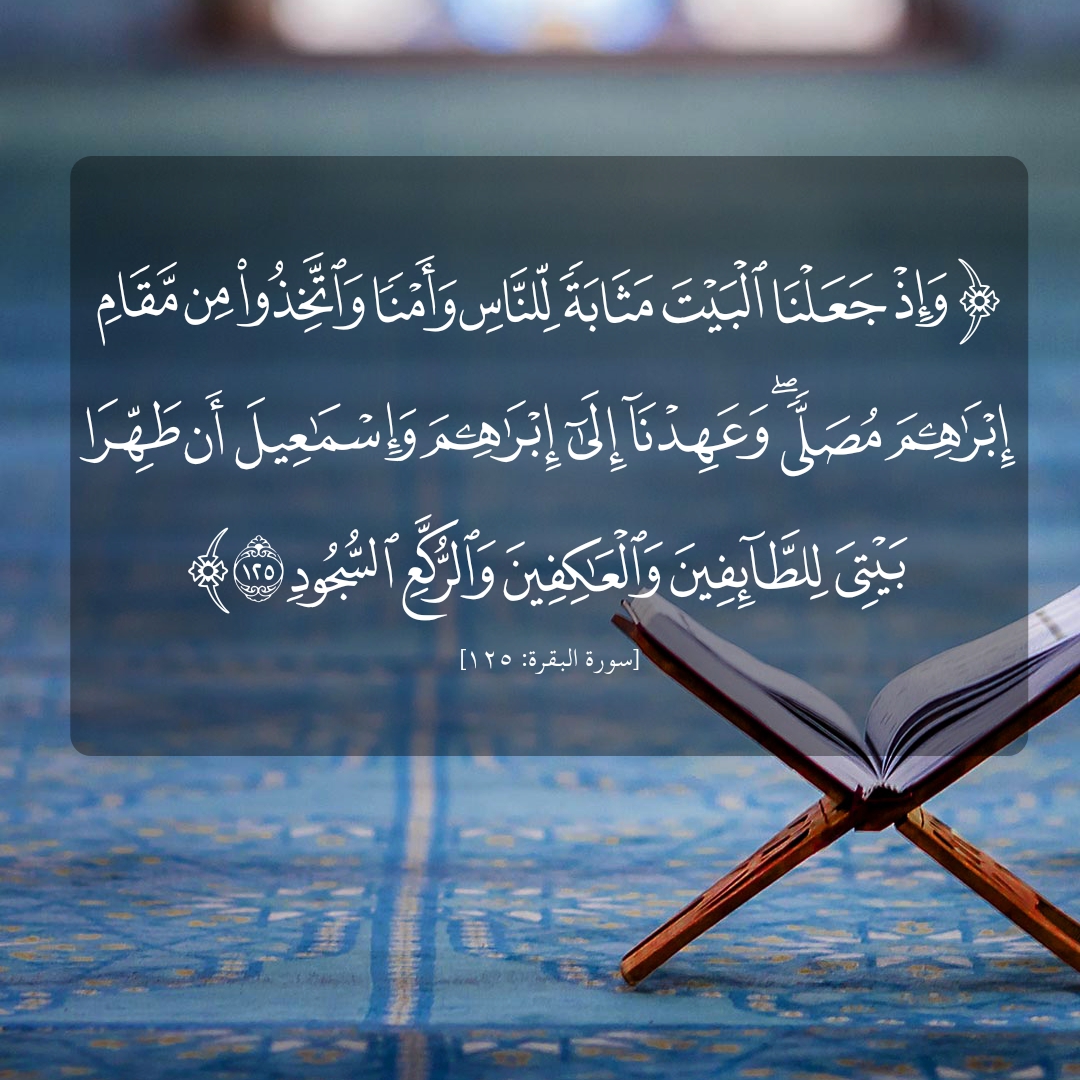 ﴿وَإِذْ جَعَلْنَا ٱلْبَيْتَ مَثَابَةً لِّلنَّاسِ وَأَمْنًا وَٱتَّخِذُوا۟ مِن مَّقَامِ
إِبْرَٰهِـۧمَ مُصَلًّى ۖ وَعَهِدْنَآ إِلَىٰٓ إِبْرَٰهِـۧمَ وَإِسْمَـٰعِيلَ أَن طَهِّرَا
بَيْتِىَ لِلطَّآئِفِينَ وَٱلْعَـٰكِفِينَ وَٱلرُّكَّعِ ٱلسُّجُودِ ١٢٥﴾
[سورة البقرة: ١٢٥]